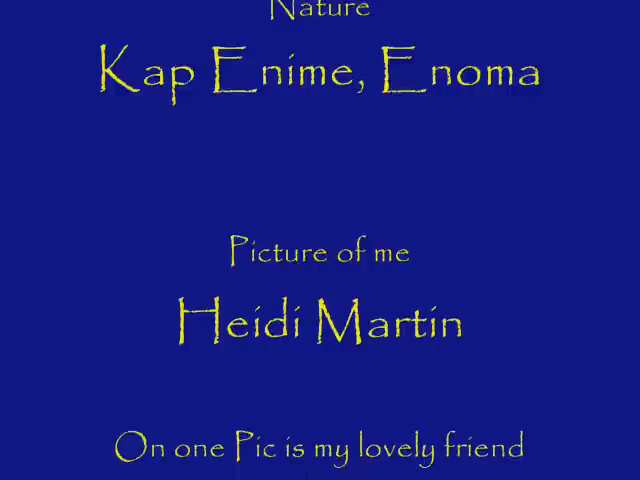 Nature
Kap Enime, Enoma
Picture of me
Heidi Martin
On one Pic is my lovely friend